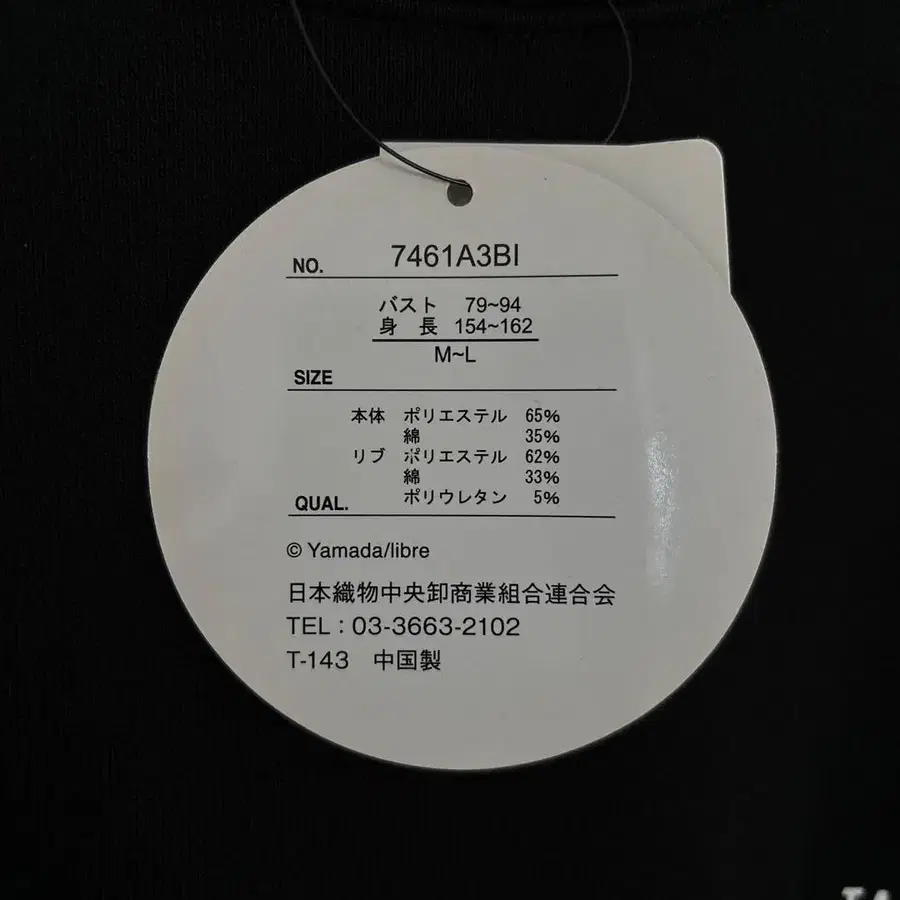 NO. 7461A3BI
バスト 79~94
身 長 154~162
M~L
SIZE
本体 ポリエステル 65%
綿 35%
リブ ポリエステル 62%
綿 33%
ポリウレタン 5%
QUAL.
© Yamada/libre
日本織物中央卸商業組合連合会
TEL : 03-3663-2102
T-143 中国製